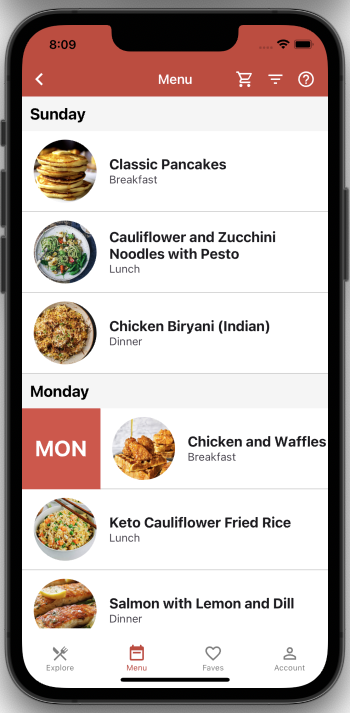 8:09
Menu
Sunday
Classic Pancakes
Breakfast
Cauliflower and Zucchini
Noodles with Pesto
Lunch
Chicken Biryani (Indian)
Dinner
Monday
MON
Chicken and Waffles
Breakfast
Keto Cauliflower Fried Rice
Lunch
Salmon with Lemon and Dill
Dinner
Explore
Menu
Faves
Account